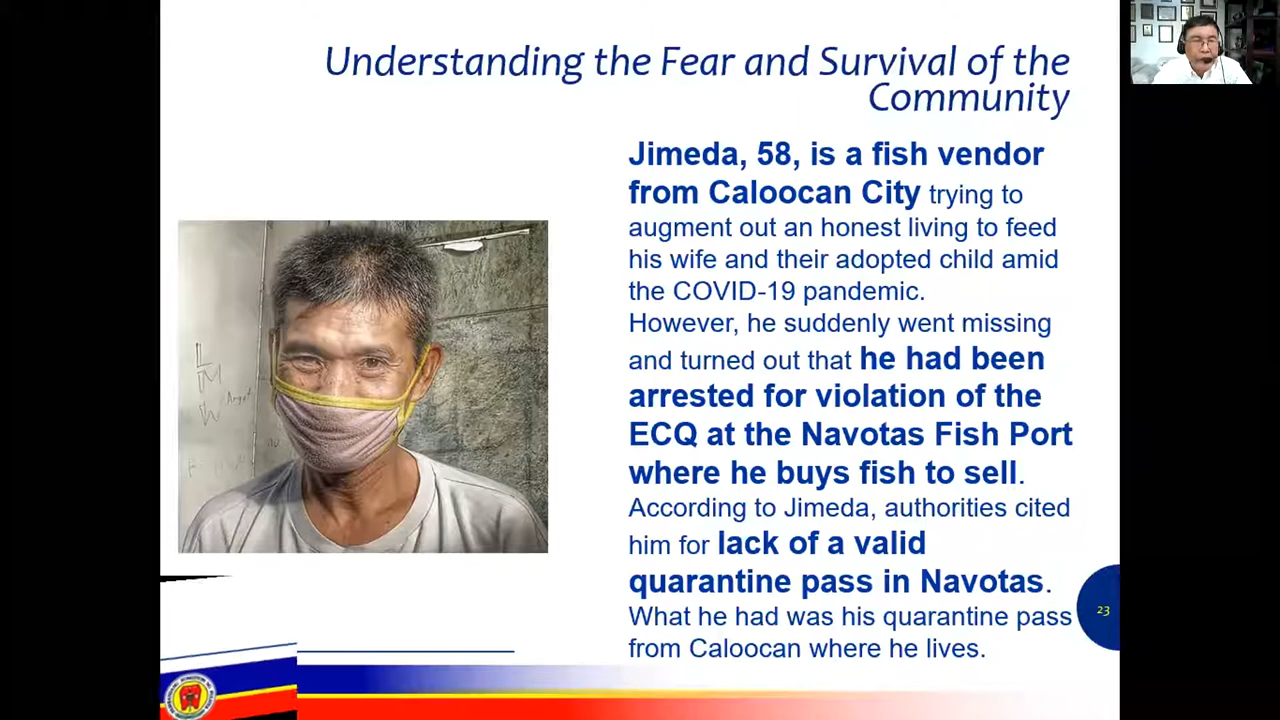 Understanding the Fear and Survival of the
Community
Jimeda, 58, is a fish vendor
from Caloocan City trying to
augment out an honest living to feed
his wife and their adopted child amid
the COVID-19 pandemic.
However, he suddenly went missing
and turned out that he had been
arrested for violation of the
ECQ at the Navotas Fish Port
where he buys fish to sell.
According to Jimeda, authorities cited
him for lack of a valid
quarantine pass in Navotas.
What he had was his quarantine pass
from Caloocan where he lives.
23